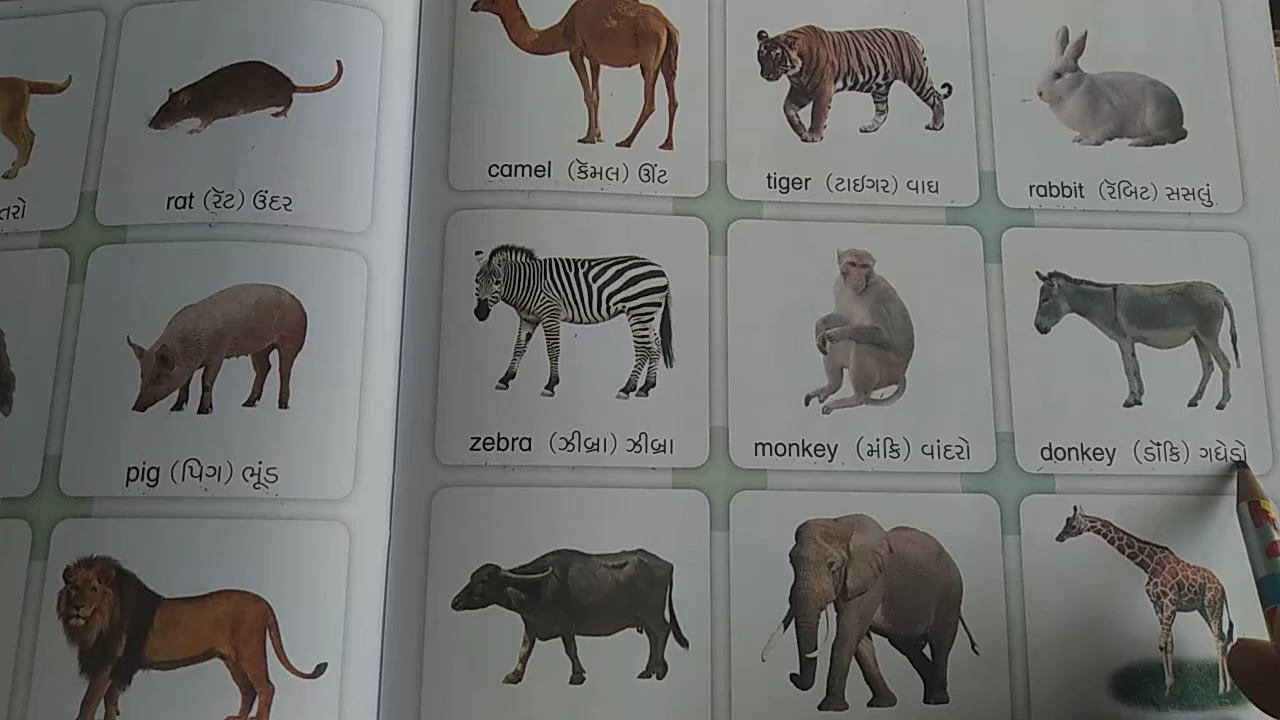 rat (રૅટ) ઉંદર
camel (કૅમલ) ઊંટ
tiger (ટાઇગર) વાઘ
rabbit (રૅબિટ) સસલું
pig (પિગ) ભૂંડ
zebra (ઝીબ્રા) ઝીબ્રા
monkey (મંકિ) વાંદરો
donkey (ડૉંકિ) ગધેડો